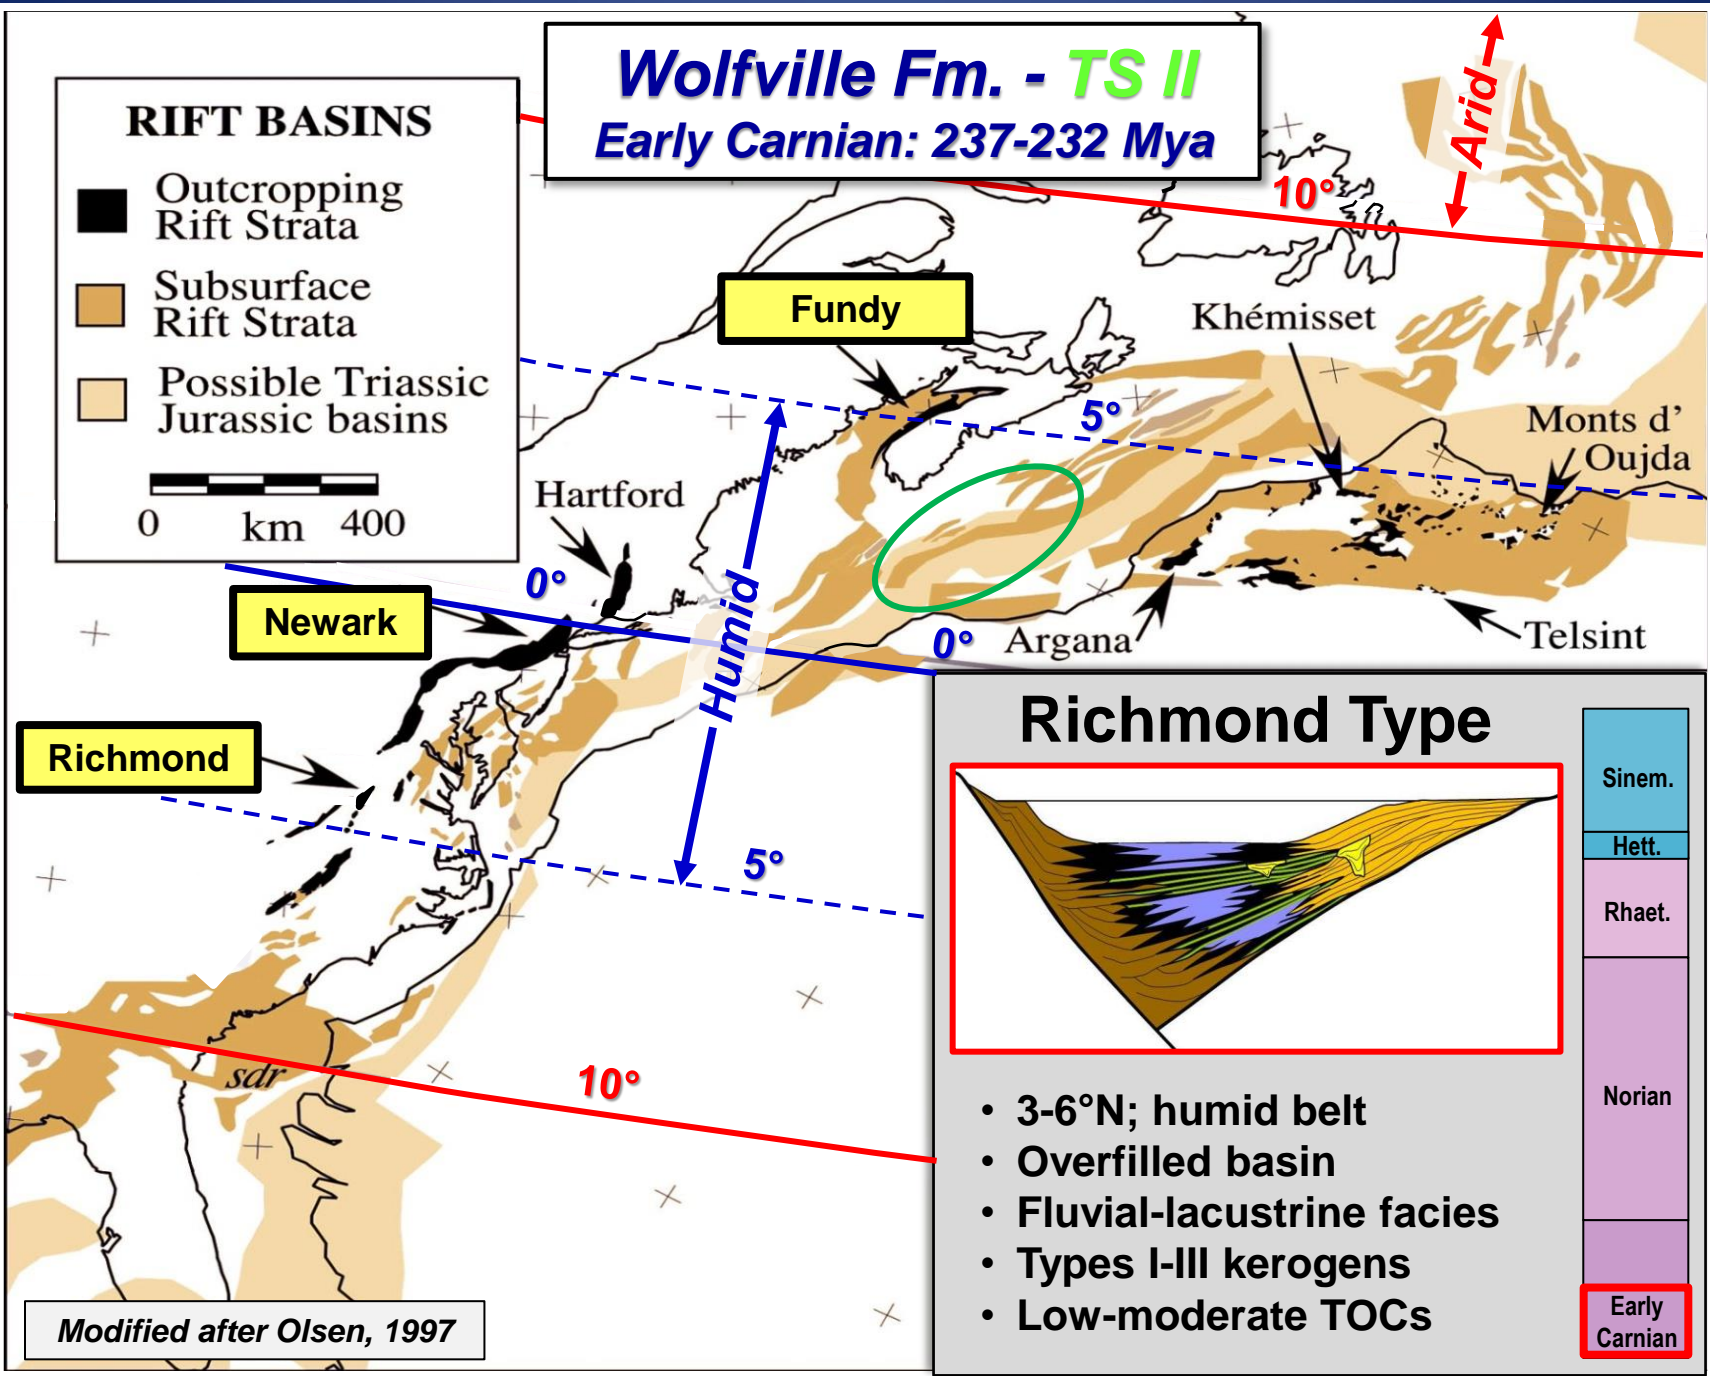 Wolfville Fm. - TS II
Early Carnian: 237-232 Mya
RIFT BASINS
Outcropping
Rift Strata
Subsurface
Rift Strata
Possible Triassic
Jurassic basins
0 km 400
Arid
10°
Fundy
Khémisset
5°
Monts d’
Oujda
Hartford
0°
Newark
Humid
0°
Argana
Telsint
Richmond
5°
sdr
10°
Modified after Olsen, 1997
Richmond Type
• 3-6°N; humid belt
• Overfilled basin
• Fluvial-lacustrine facies
• Types I-III kerogens
• Low-moderate TOCs
Sinem.
Hett.
Rhaet.
Norian
Early
Carnian